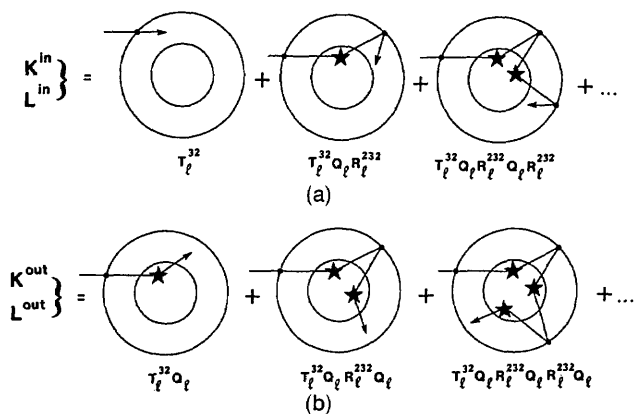 K^in
L^in } = + + + ...
T_ℓ^32 T_ℓ^32 Q_ℓ R_ℓ^232 T_ℓ^32 Q_ℓ R_ℓ^232 Q_ℓ R_ℓ^232
(a)
K^out
L^out } = + + + ...
T_ℓ^32 Q_ℓ T_ℓ^32 Q_ℓ R_ℓ^232 Q_ℓ T_ℓ^32 Q_ℓ R_ℓ^232 Q_ℓ R_ℓ^232 Q_ℓ
(b)